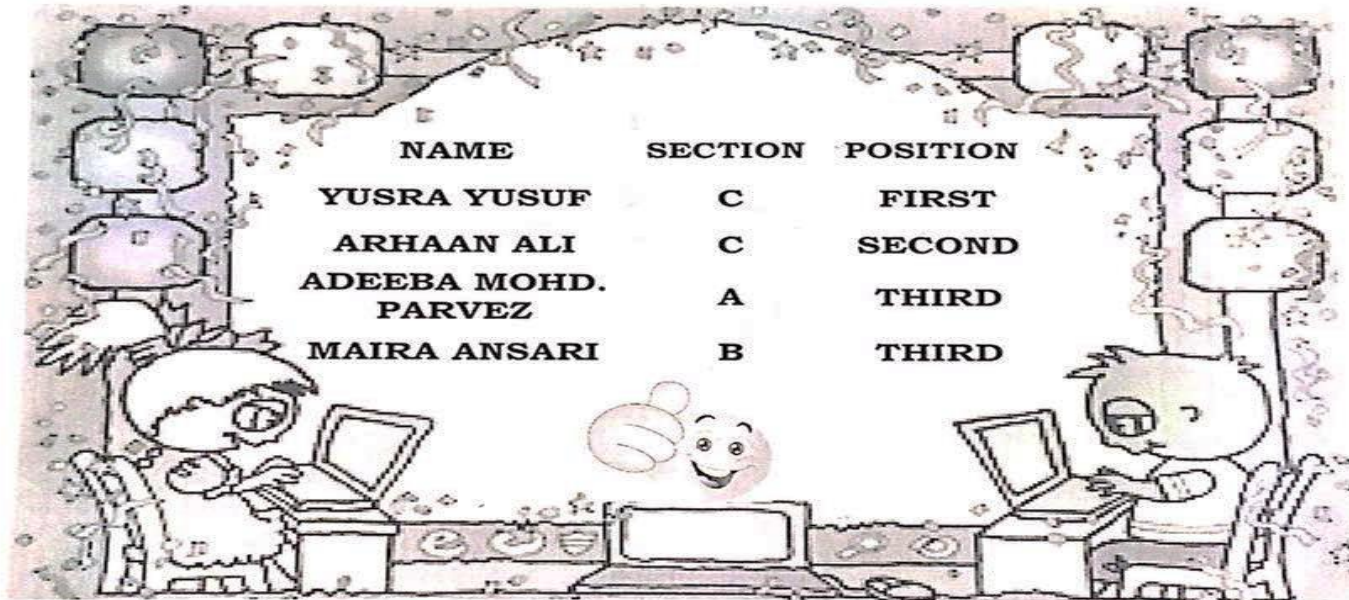 NAME SECTION POSITION
YUSRA YUSUF C FIRST
ARHAAN ALI C SECOND
ADEEBA MOHD.
PARVEZ A THIRD
MAIRA ANSARI B THIRD